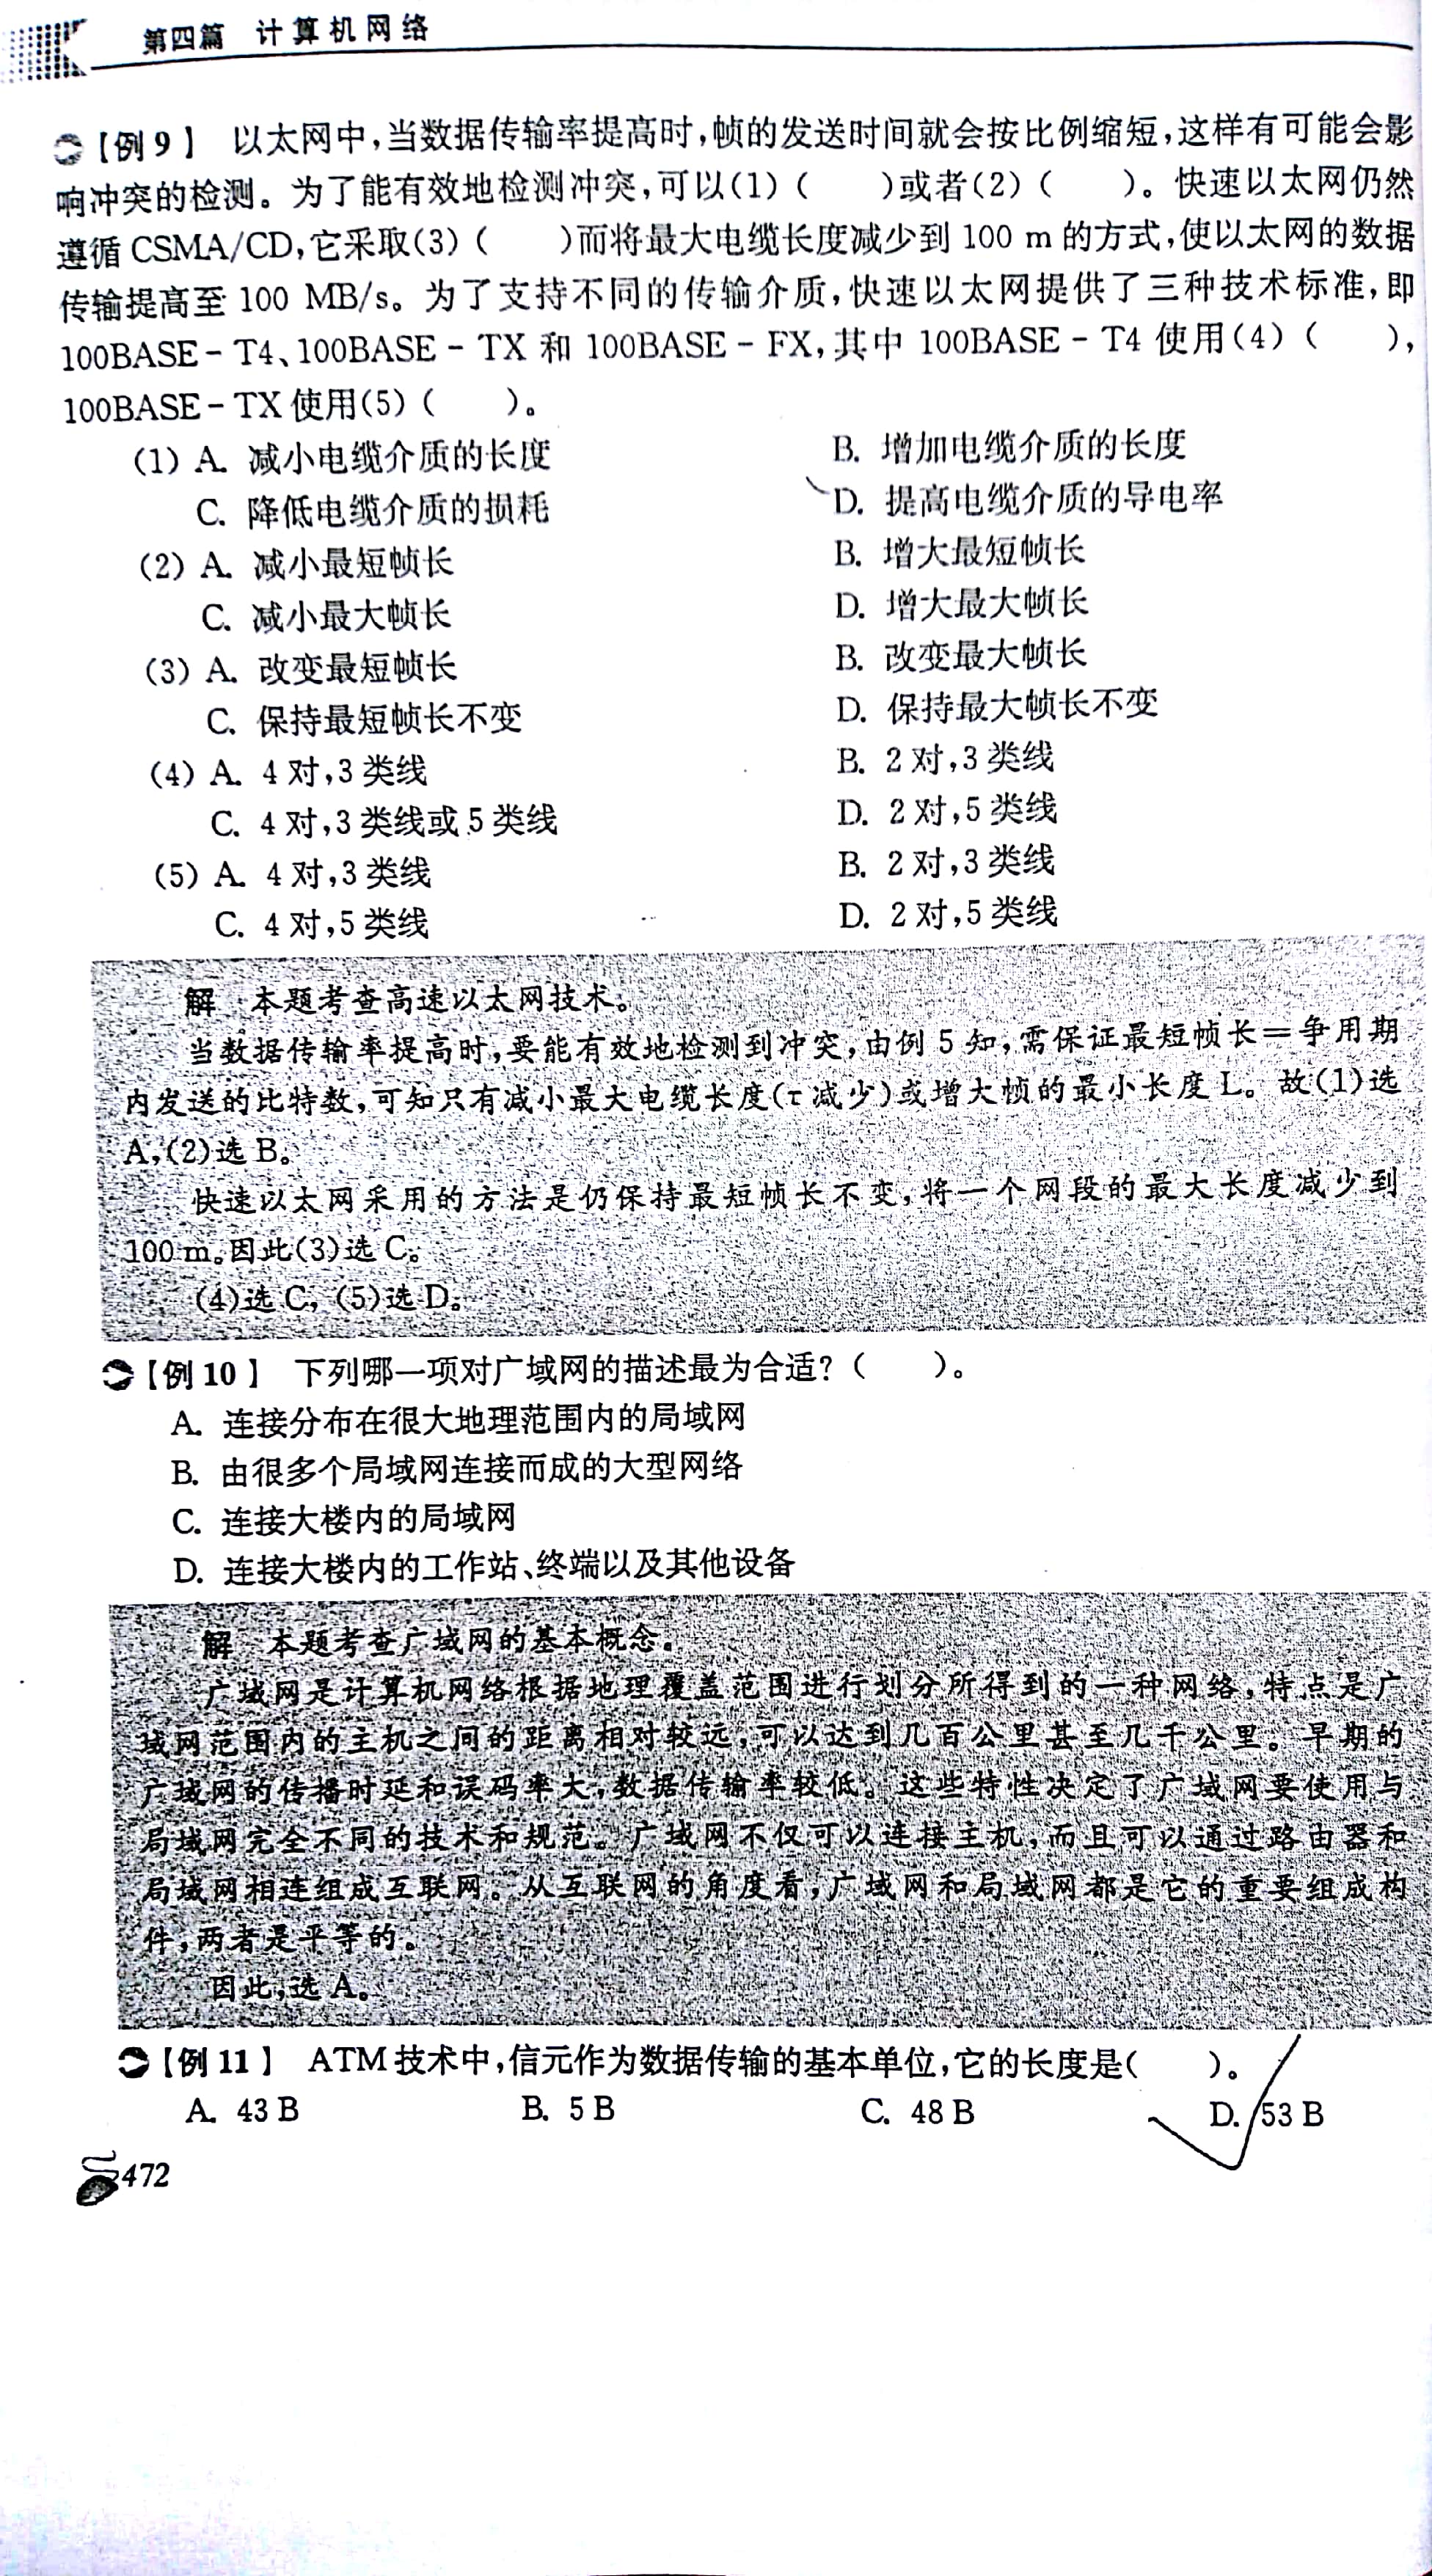 第四篇 计算机网络
【例9】 以太网中,当数据传输率提高时,帧的发送时间就会按比例缩短,这样有可能会影
响冲突的检测。为了能有效地检测冲突,可以(1)( )或者(2)( )。快速以太网仍然
遵循 CSMA/CD,它采取(3)( )而将最大电缆长度减少到 100 m 的方式,使以太网的数据
传输提高至 100 MB/s。为了支持不同的传输介质,快速以太网提供了三种技术标准,即
100BASE-T4、100BASE-TX 和 100BASE-FX,其中 100BASE-T4 使用(4)( ),
100BASE-TX 使用(5)( )。
(1) A. 减小电缆介质的长度 B. 增加电缆介质的长度
C. 降低电缆介质的损耗 D. 提高电缆介质的导电率
(2) A. 减小最短帧长 B. 增大最短帧长
C. 减小最大帧长 D. 增大最大帧长
(3) A. 改变最短帧长 B. 改变最大帧长
C. 保持最短帧长不变 D. 保持最大帧长不变
(4) A. 4 对,3 类线 B. 2 对,3 类线
C. 4 对,3 类线或 5 类线 D. 2 对,5 类线
(5) A. 4 对,3 类线 B. 2 对,3 类线
C. 4 对,5 类线 D. 2 对,5 类线
解 本题考查高速以太网技术。
当数据传输率提高时,要能有效地检测到冲突,由例 5 知,需保证最短帧长=争用期
内发送的比特数,可知只有减小最大电缆长度(τ减少)或增大帧的最小长度 L。故(1)选
A,(2)选 B。
快速以太网采用的方法是仍保持最短帧长不变,将一个网段的最大长度减少到
100 m。因此(3)选 C。
(4)选 C, (5)选 D。
【例10】 下列哪一项对广域网的描述最为合适?( )。
A. 连接分布在很大地理范围内的局域网
B. 由很多个局域网连接而成的大型网络
C. 连接大楼内的局域网
D. 连接大楼内的工作站、终端以及其他设备
解 本题考查广域网的基本概念。
广域网是计算机网络根据地理覆盖范围进行划分所得到的一种网络,特点是广
域网范围内的主机之间的距离相对较远,可以达到几百公里甚至几千公里。早期的
广域网的传播时延和误码率大,数据传输率较低。这些特性决定了广域网要使用与
局域网完全不同的技术和规范。广域网不仅可以连接主机,而且可以通过路由器和
局域网相连组成互联网。从互联网的角度看,广域网和局域网都是它的重要组成构
件,两者是平等的。
因此,选 A。
【例11】 ATM 技术中,信元作为数据传输的基本单位,它的长度是( )。
A. 43 B B. 5 B C. 48 B D. 53 B
472